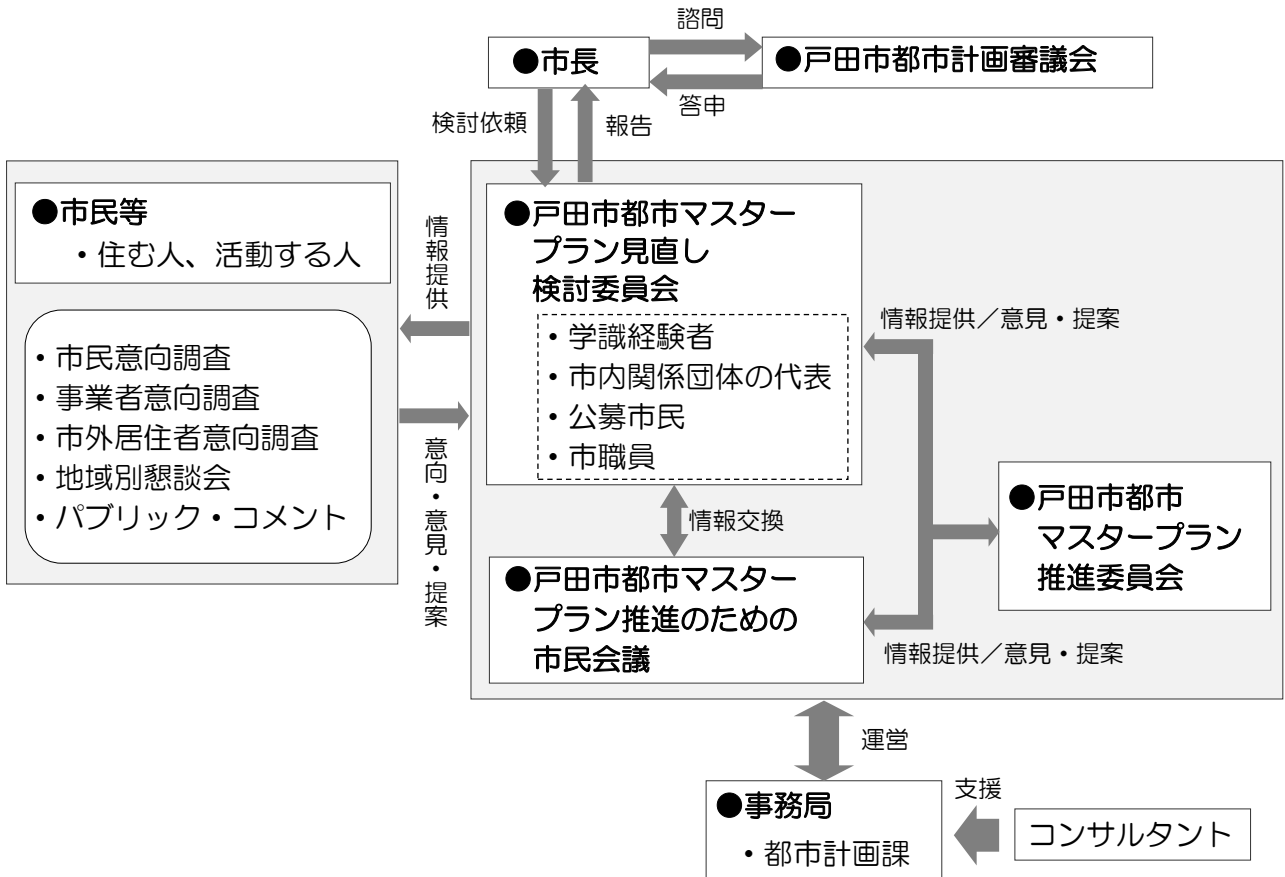 諮問
●市長
●戸田市都市計画審議会
答申
検討依頼
報告
●市民等
・住む人、活動する人
・市民意向調査
・事業者意向調査
・市外居住者意向調査
・地域別懇談会
・パブリック・コメント
情報提供
意向・意見・提案
●戸田市都市マスター
プラン見直し
検討委員会
・学識経験者
・市内関係団体の代表
・公募市民
・市職員
情報交換
●戸田市都市マスター
プラン推進のための
市民会議
情報提供／意見・提案
●戸田市都市
マスタープラン
推進委員会
情報提供／意見・提案
運営
●事務局
・都市計画課
支援
コンサルタント